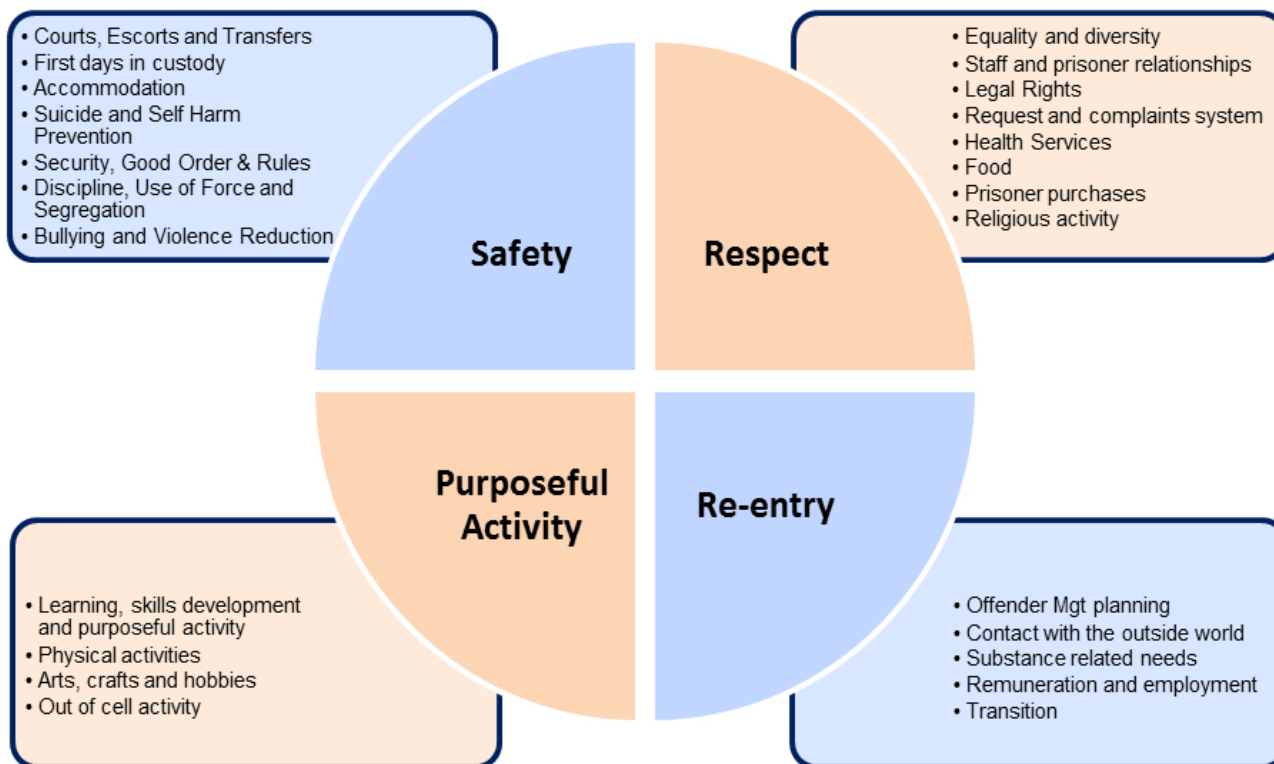 • Courts, Escorts and Transfers
• First days in custody
• Accommodation
• Suicide and Self Harm
Prevention
• Security, Good Order & Rules
• Discipline, Use of Force and
Segregation
• Bullying and Violence Reduction
Safety
• Equality and diversity
• Staff and prisoner relationships
• Legal Rights
• Request and complaints system
• Health Services
• Food
• Prisoner purchases
• Religious activity
Respect
Purposeful
Activity
• Learning, skills development
and purposeful activity
• Physical activities
• Arts, crafts and hobbies
• Out of cell activity
Re-entry
• Offender Mgt planning
• Contact with the outside world
• Substance related needs
• Remuneration and employment
• Transition